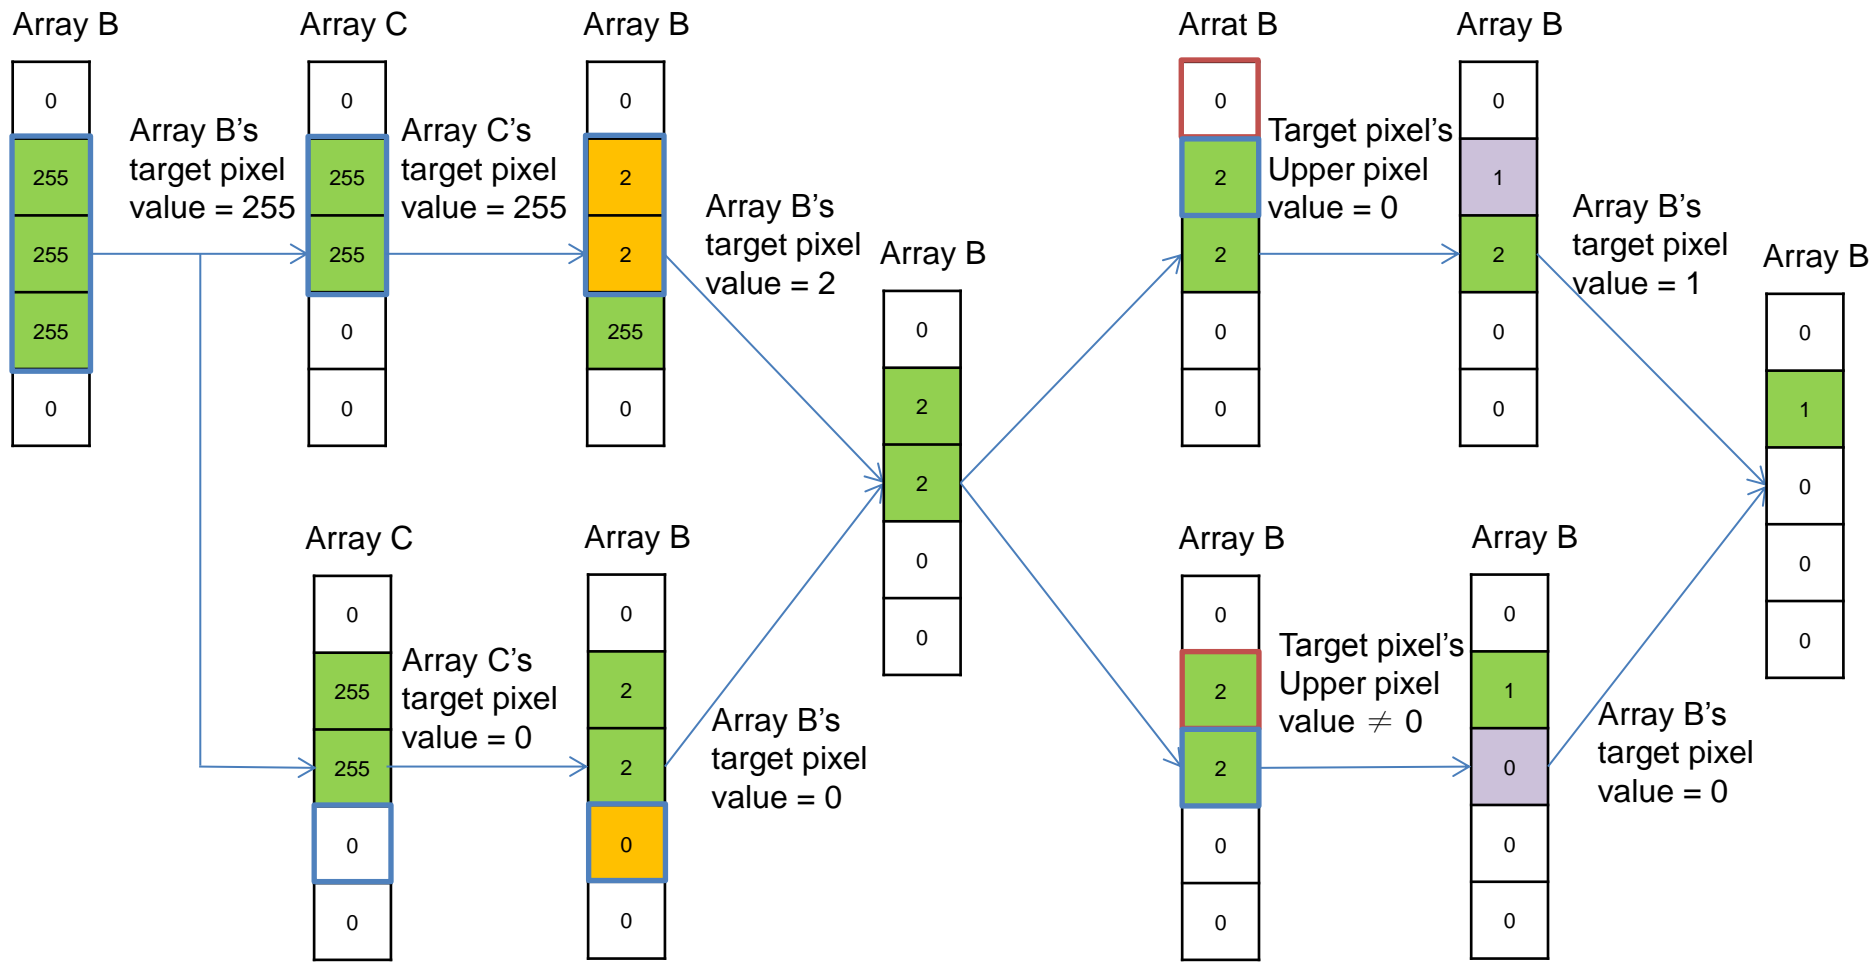 Array B
0
255
255
255
0
Array B's
target pixel
value = 255
Array C
0
255
255
0
0
Array C's
target pixel
value = 255
Array B
0
2
2
255
0
Array B's
target pixel
value = 2
Array C
0
255
255
0
0
Array C's
target pixel
value = 0
Array B
0
2
2
0
0
Array B's
target pixel
value = 0
Array B
0
2
2
0
0
Arrat B
0
2
2
0
0
Target pixel's
Upper pixel
value = 0
Array B
0
1
2
0
0
Array B's
target pixel
value = 1
Array B
0
2
2
0
0
Target pixel's
Upper pixel
value ≠ 0
Array B
0
1
0
0
0
Array B's
target pixel
value = 0
Array B
0
1
0
0
0